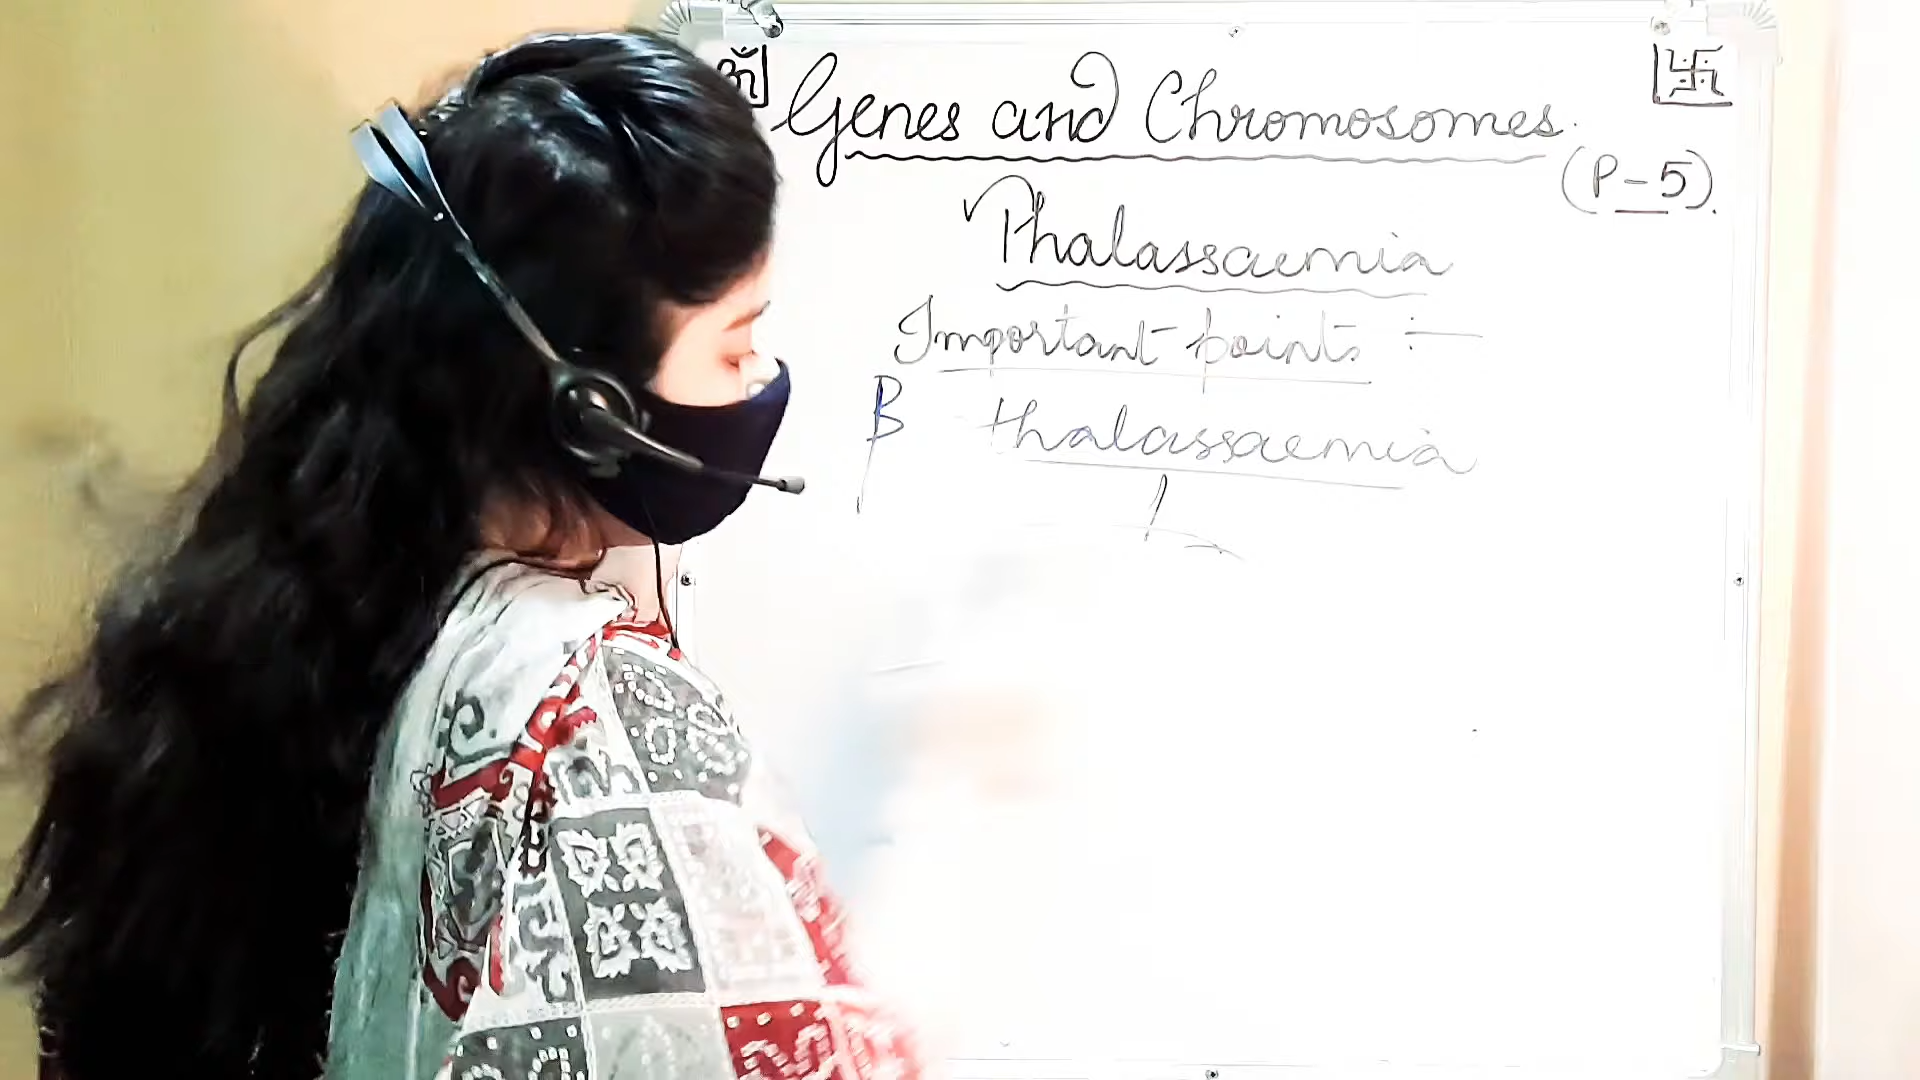 ॐ
Genes and Chromosomes.
(P-5).
Thalassaemia
Important points :-
β thalassaemia